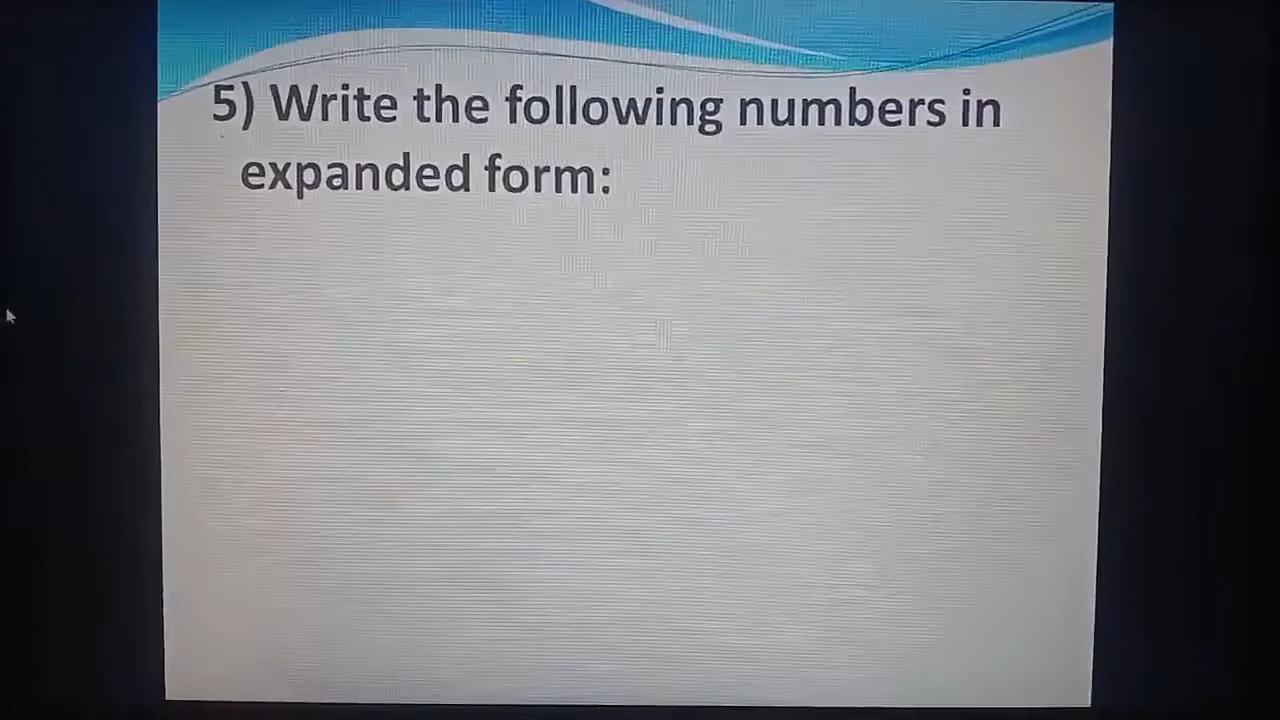 5) Write the following numbers in
expanded form: